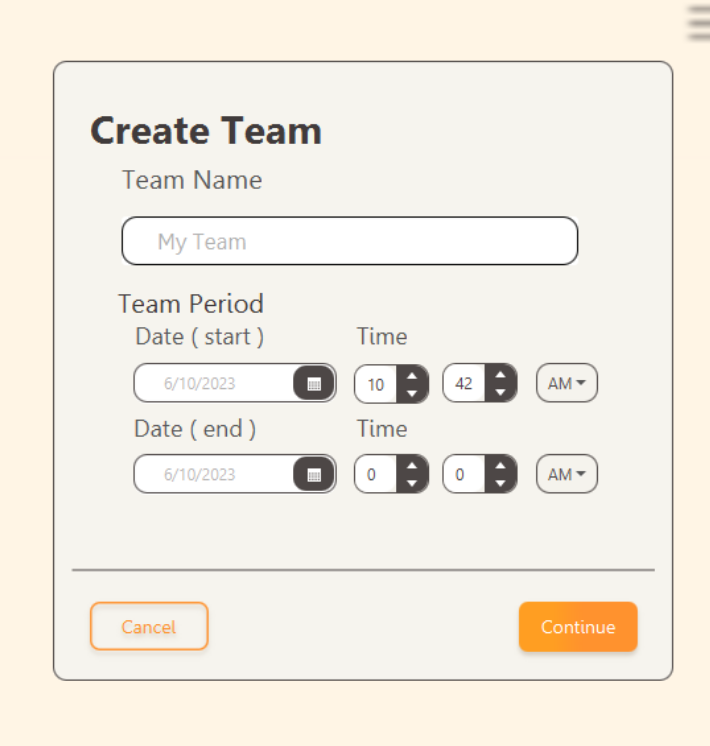 Create Team
Team Name
My Team
Team Period
Date ( start ) Time
6/10/2023 10 42 AM
Date ( end ) Time
6/10/2023 0 0 AM
Cancel Continue